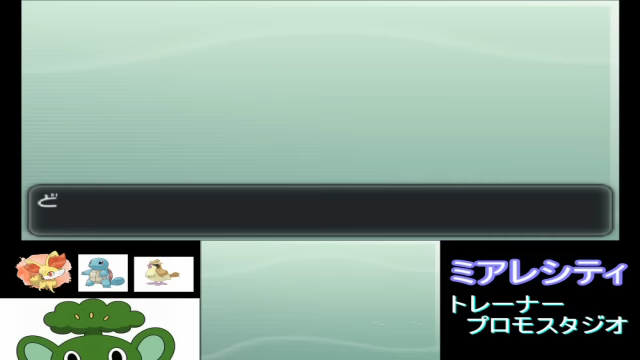 ど
ミアレシティ
トレーナー
プロモスタジオ